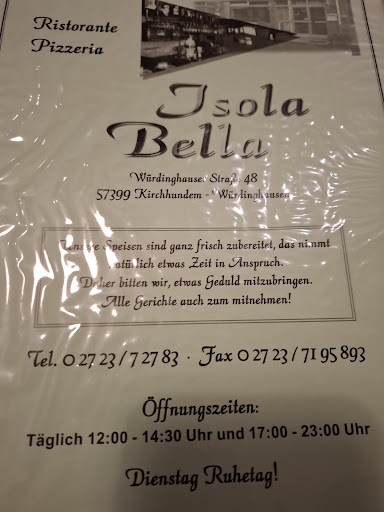 Ristorante
Pizzeria
Isola
Bella
Würdinghauser Straße 48
57399 Kirchhundem - Würdinghausen
Unsere Speisen sind ganz frisch zubereitet, das nimmt
natürlich etwas Zeit in Anspruch.
Daher bitten wir, etwas Geduld mitzubringen.
Alle Gerichte auch zum mitnehmen!
Tel. 0 27 23 / 7 27 83 · Fax 0 27 23 / 71 95 893
Öffnungszeiten:
Täglich 12:00 - 14:30 Uhr und 17:00 - 23:00 Uhr
Dienstag Ruhetag!